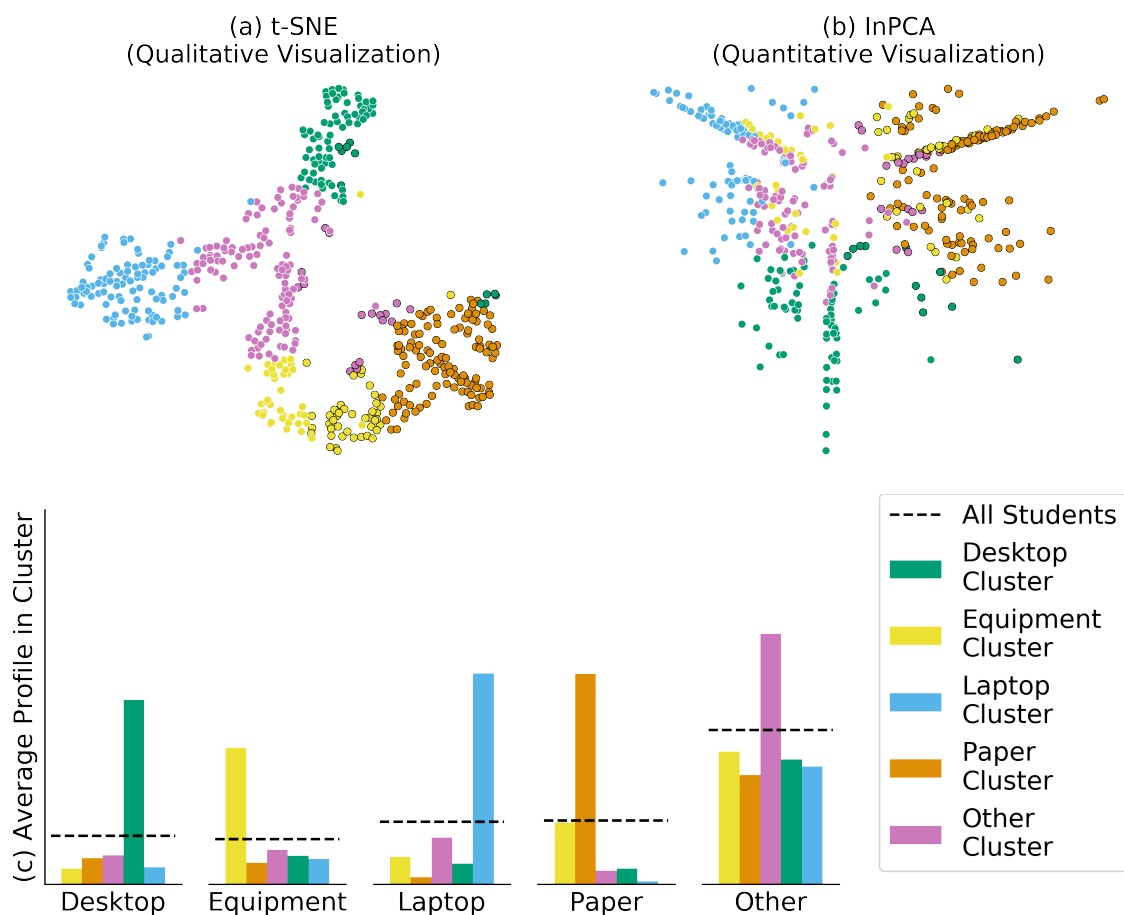 (a) t-SNE
(Qualitative Visualization)
(b) InPCA
(Quantitative Visualization)
(c) Average Profile in Cluster
Desktop
Equipment
Laptop
Paper
Other
All Students
Desktop
Cluster
Equipment
Cluster
Laptop
Cluster
Paper
Cluster
Other
Cluster